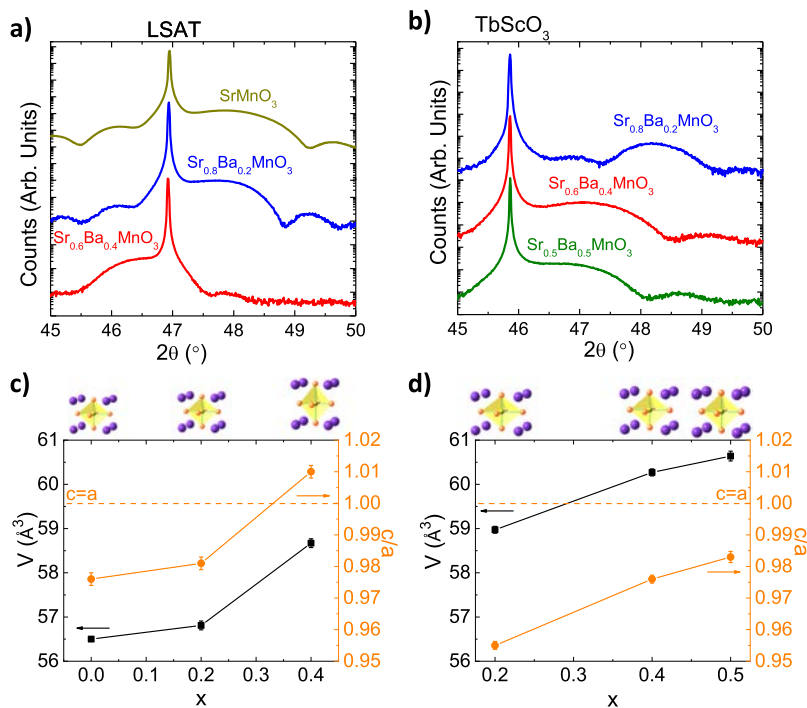 a)
LSAT
SrMnO3
Sr0.8Ba0.2MnO3
Sr0.6Ba0.4MnO3
Counts (Arb. Units)
45 46 47 48 49 50
2θ (°)
b)
TbScO3
Sr0.8Ba0.2MnO3
Sr0.6Ba0.4MnO3
Sr0.5Ba0.5MnO3
Counts (Arb. Units)
45 46 47 48 49 50
2θ (°)
c)
61
60
59
58
57
56
V (Å3)
c=a
1.02
1.01
1.00
0.99
0.98
0.97
0.96
0.95
c/a
0.0 0.1 0.2 0.3 0.4
x
d)
61
60
59
58
57
56
V (Å3)
c=a
1.02
1.01
1.00
0.99
0.98
0.97
0.96
0.95
c/a
0.2 0.3 0.4 0.5
x